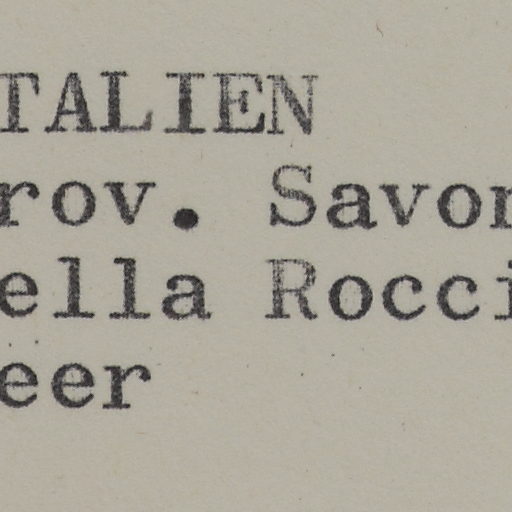 TALIEN
rov. Savon
ella Rocci
eer